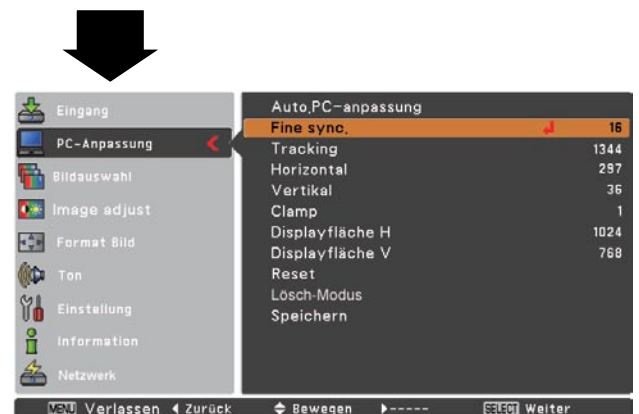 Eingang
PC-Anpassung
Bildauswahl
Image adjust
Format Bild
Ton
Einstellung
Information
Netzwerk
Auto.PC-anpassung
Fine sync. 16
Tracking 1344
Horizontal 297
Vertikal 36
Clamp 1
Displayfläche H 1024
Displayfläche V 768
Reset
Lösch-Modus
Speichern
MENU Verlassen Zurück Bewegen ----- SELECT Weiter